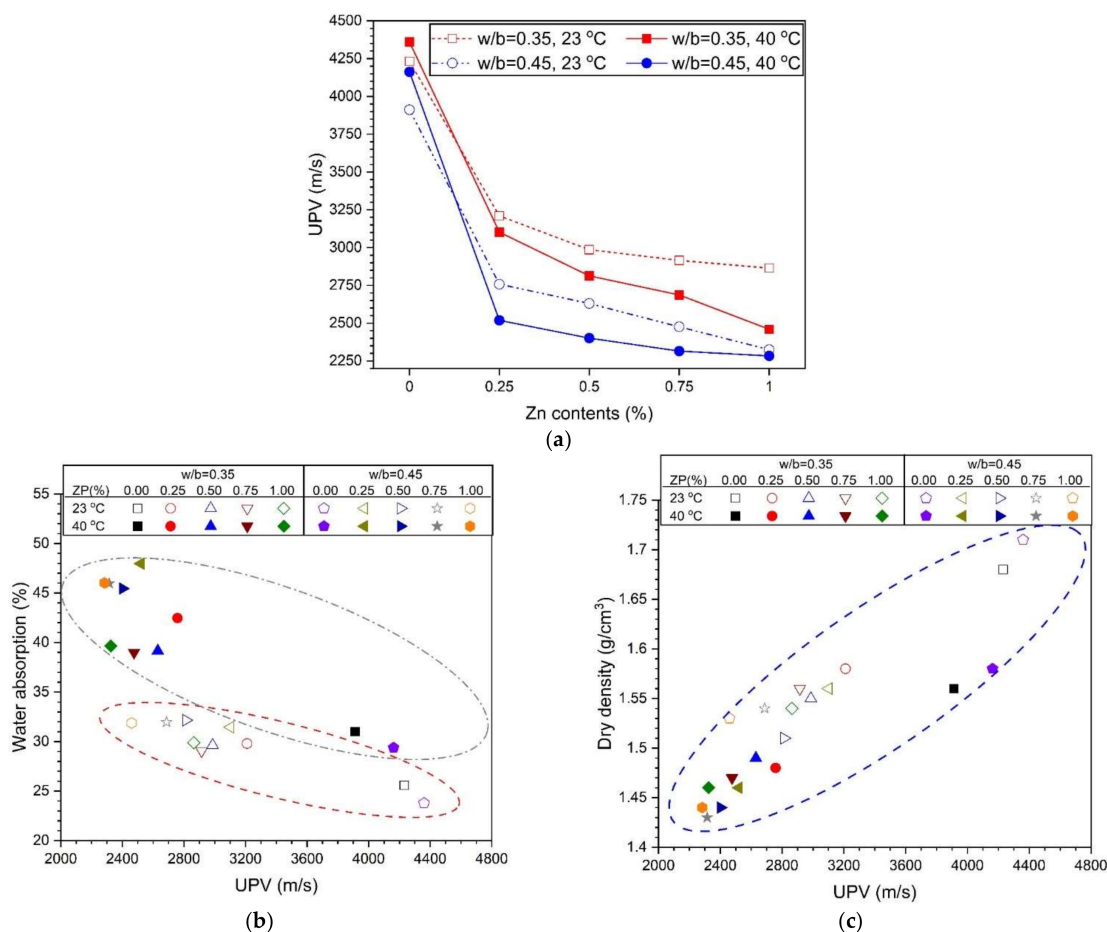 4500
4250
4000
3750
3500
3250
3000
2750
2500
2250
UPV (m/s)
w/b=0.35, 23 °C w/b=0.35, 40 °C
w/b=0.45, 23 °C w/b=0.45, 40 °C
0 0.25 0.5 0.75 1
Zn contents (%)
(a)
w/b=0.35 w/b=0.45
ZP(%) 0.00 0.25 0.50 0.75 1.00 0.00 0.25 0.50 0.75 1.00
23 °C
40 °C
55
50
45
40
35
30
25
20
Water absorption (%)
2000 2400 2800 3200 3600 4000 4400 4800
UPV (m/s)
(b)
w/b=0.35 w/b=0.45
ZP(%) 0.00 0.25 0.50 0.75 1.00 0.00 0.25 0.50 0.75 1.00
23 °C
40 °C
1.75
1.7
1.65
1.6
1.55
1.5
1.45
1.4
Dry density (g/cm³)
2000 2400 2800 3200 3600 4000 4400 4800
UPV (m/s)
(c)